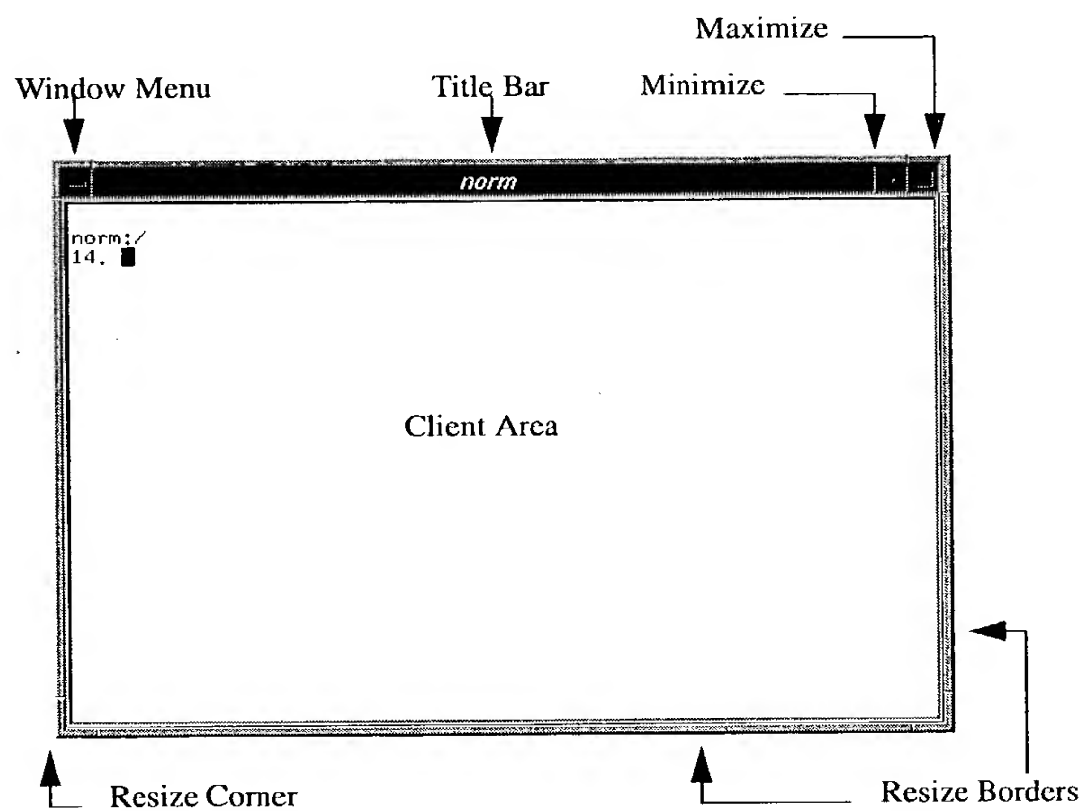 Maximize
Window Menu Title Bar Minimize
norm
norm:/
14.
Client Area
Resize Borders
Resize Corner